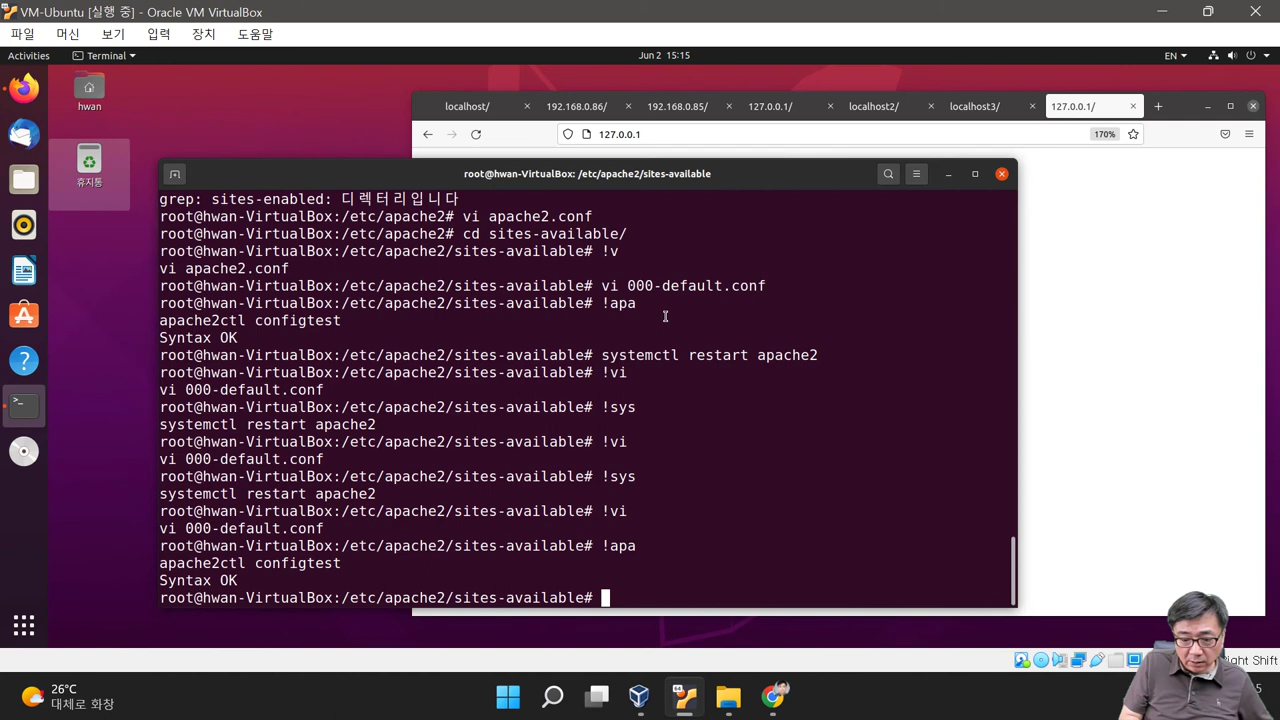 VM-Ubuntu [실행 중] - Oracle VM VirtualBox
파일 머신 보기 입력 장치 도움말
Activities Terminal Jun 2 15:15 EN
hwan
휴지통
localhost/ 192.168.0.86/ 192.168.0.85/ 127.0.0.1/ localhost2/ localhost3/ 127.0.0.1/
127.0.0.1 170%
root@hwan-VirtualBox: /etc/apache2/sites-available
grep: sites-enabled: 디렉터리입니다
root@hwan-VirtualBox:/etc/apache2# vi apache2.conf
root@hwan-VirtualBox:/etc/apache2# cd sites-available/
root@hwan-VirtualBox:/etc/apache2/sites-available# !v
vi apache2.conf
root@hwan-VirtualBox:/etc/apache2/sites-available# vi 000-default.conf
root@hwan-VirtualBox:/etc/apache2/sites-available# !apa
apache2ctl configtest
Syntax OK
root@hwan-VirtualBox:/etc/apache2/sites-available# systemctl restart apache2
root@hwan-VirtualBox:/etc/apache2/sites-available# !vi
vi 000-default.conf
root@hwan-VirtualBox:/etc/apache2/sites-available# !sys
systemctl restart apache2
root@hwan-VirtualBox:/etc/apache2/sites-available# !vi
vi 000-default.conf
root@hwan-VirtualBox:/etc/apache2/sites-available# !sys
systemctl restart apache2
root@hwan-VirtualBox:/etc/apache2/sites-available# !vi
vi 000-default.conf
root@hwan-VirtualBox:/etc/apache2/sites-available# !apa
apache2ctl configtest
Syntax OK
root@hwan-VirtualBox:/etc/apache2/sites-available#
Shift
26°C
대체로 화창